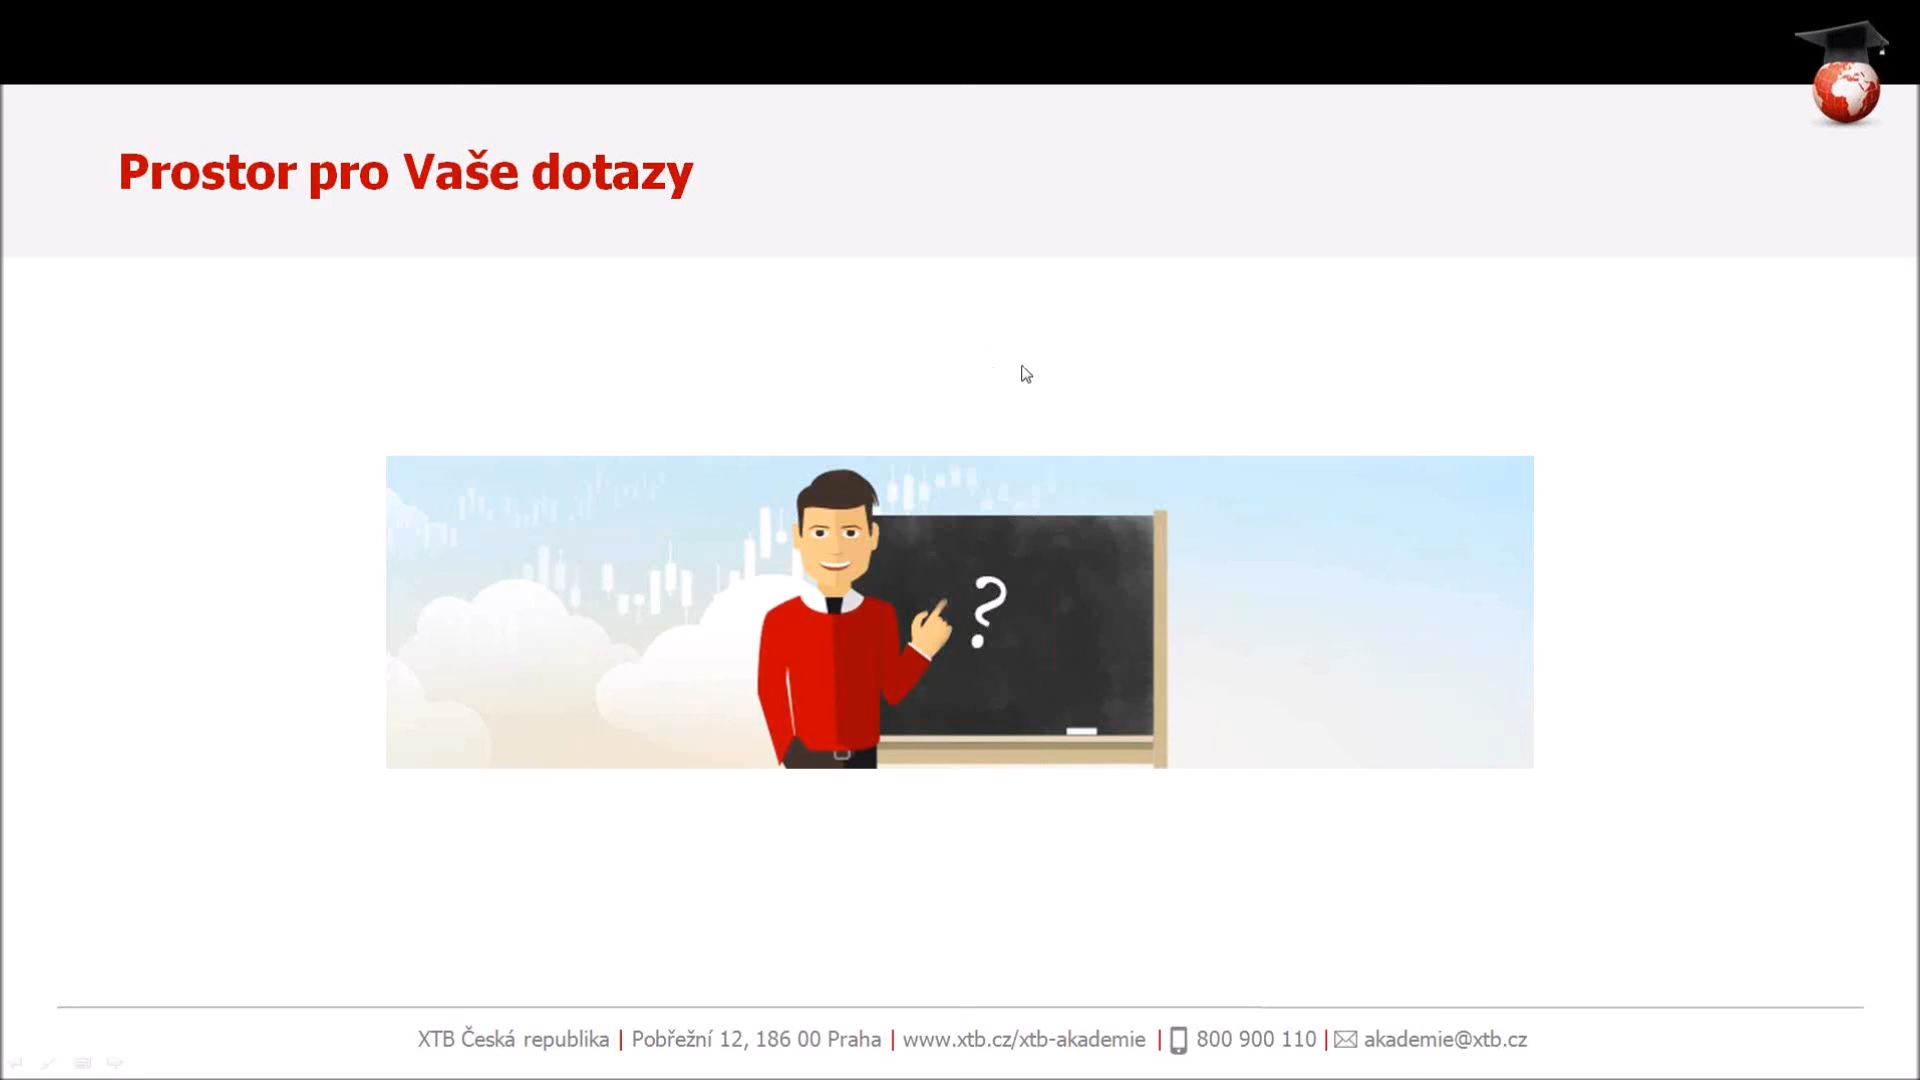 Prostor pro Vaše dotazy
?
XTB Česká republika | Pobřežní 12, 186 00 Praha | www.xtb.cz/xtb-akademie | 800 900 110 | akademie@xtb.cz